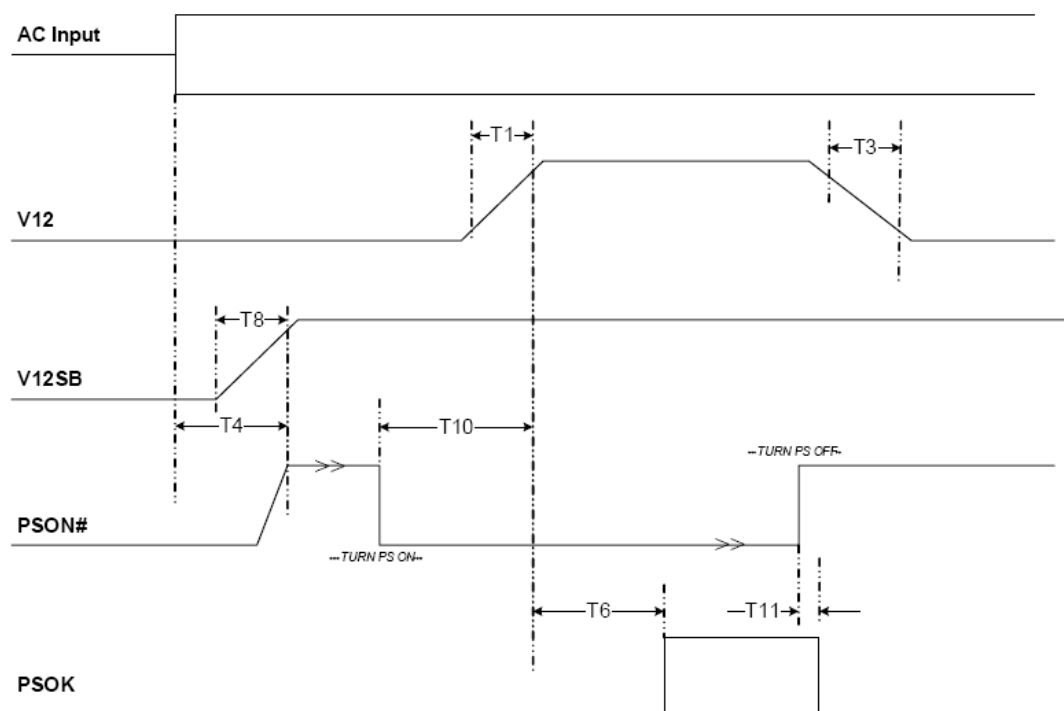 AC Input
T1
T3
V12
T8
V12SB
T4
T10
--TURN PS OFF-
PSON#
--TURN PS ON--
T6
T11
PSOK